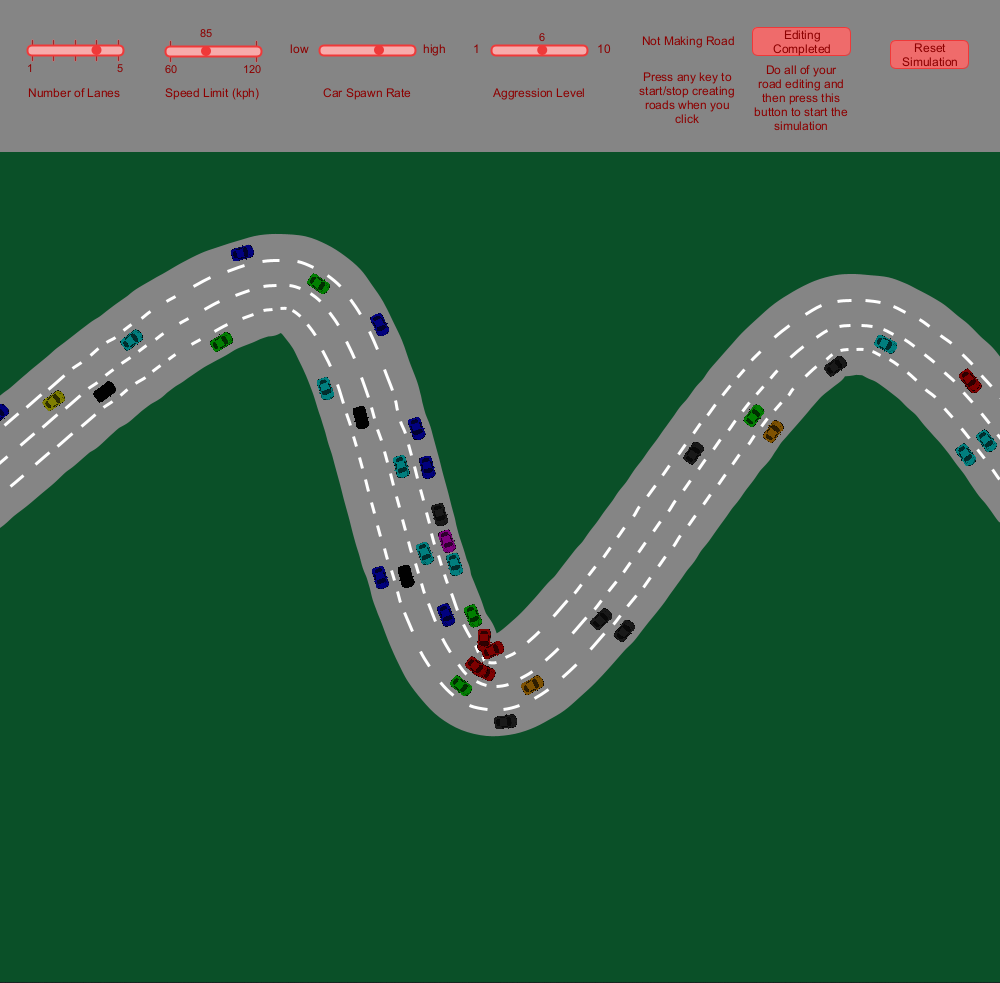 85
1 5
Number of Lanes
60 120
Speed Limit (kph)
low high
Car Spawn Rate
6
1 10
Aggression Level
Not Making Road
Press any key to
start/stop creating
roads when you
click
Editing
Completed
Do all of your
road editing and
then press this
button to start the
simulation
Reset
Simulation